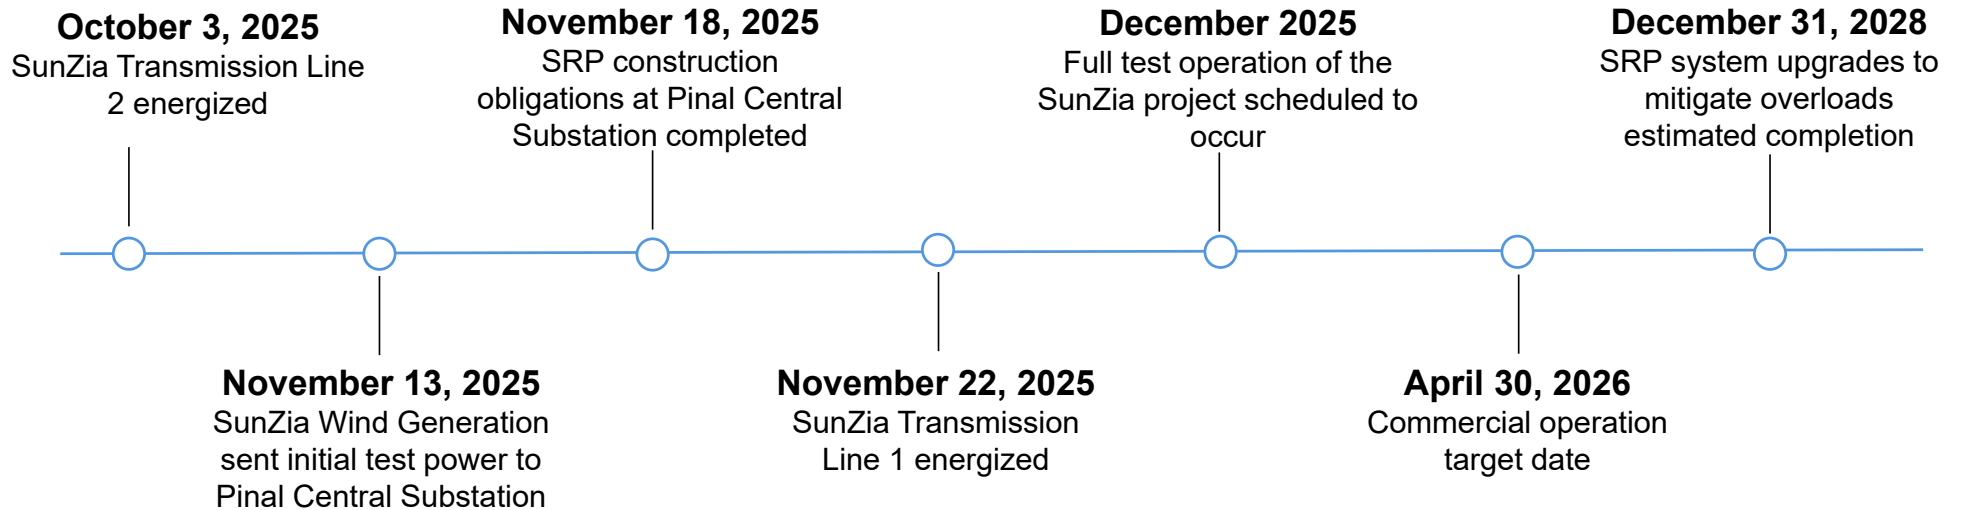 October 3, 2025
SunZia Transmission Line
2 energized
November 13, 2025
SunZia Wind Generation
sent initial test power to
Pinal Central Substation
November 18, 2025
SRP construction
obligations at Pinal Central
Substation completed
November 22, 2025
SunZia Transmission
Line 1 energized
December 2025
Full test operation of the
SunZia project scheduled to
occur
April 30, 2026
Commercial operation
target date
December 31, 2028
SRP system upgrades to
mitigate overloads
estimated completion